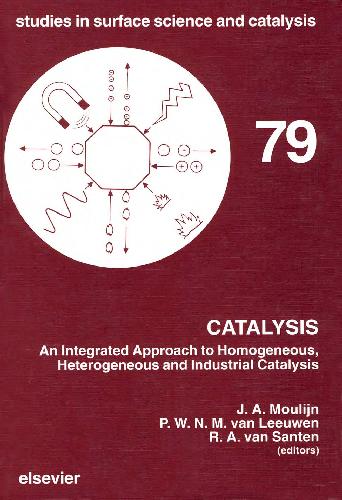 studies in surface science and catalysis
79
CATALYSIS
An Integrated Approach to Homogeneous,
Heterogeneous and Industrial Catalysis
J. A. Moulijn
P. W. N. M. van Leeuwen
R. A. van Santen
(editors)
elsevier